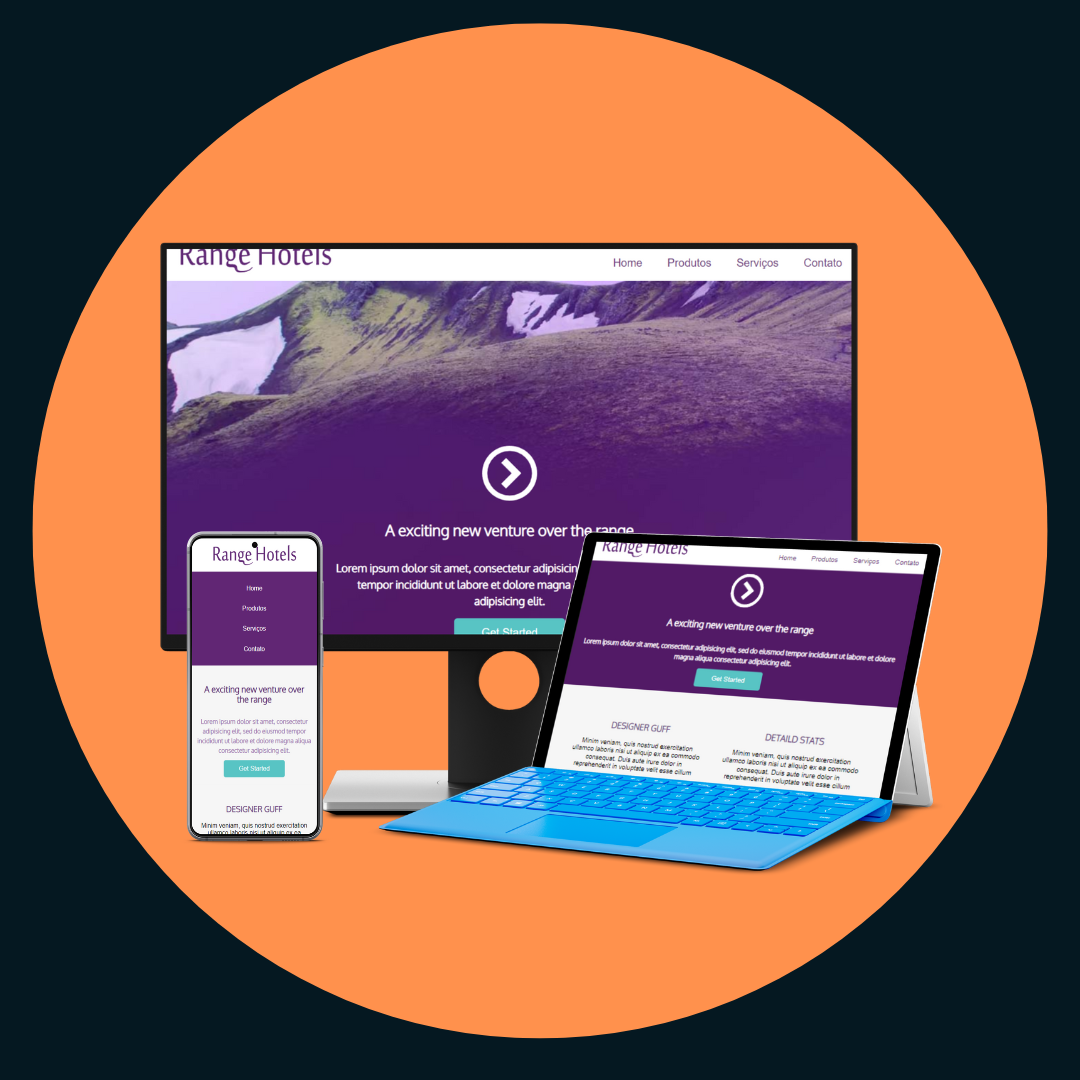 Range Hotels
Home Produtos Serviços Contato
A exciting new venture over the range
Lorem ipsum dolor sit amet, consectetur adipisicin
tempor incididunt ut labore et dolore magna
adipisicing elit.
Get Started
Range Hotels
Home
Produtos
Serviços
Contato
A exciting new venture over
the range
Lorem ipsum dolor sit amet, consectetur
adipisicing elit, sed do eiusmod tempor
incididunt ut labore et dolore magna aliqua
consectetur adipisicing elit.
Get Started
DESIGNER GUFF
Minim veniam, quis nostrud exercitation
ullamco laboris nisi ut aliquip ex ea
Range Hotels
Home Produtos Serviços Contato
A exciting new venture over the range
Lorem ipsum dolor sit amet, consectetur adipisicing elit, sed do eiusmod tempor incididunt ut labore et dolore
magna aliqua consectetur adipisicing elit.
Get Started
DESIGNER GUFF
Minim veniam, quis nostrud exercitation
ullamco laboris nisi ut aliquip ex ea commodo
consequat. Duis aute irure dolor in
reprehenderit in voluptate velit esse cillum
DETAILD STATS
Minim veniam, quis nostrud exercitation
ullamco laboris nisi ut aliquip ex ea commodo
consequat. Duis aute irure dolor in
reprehenderit in voluptate velit esse cillum